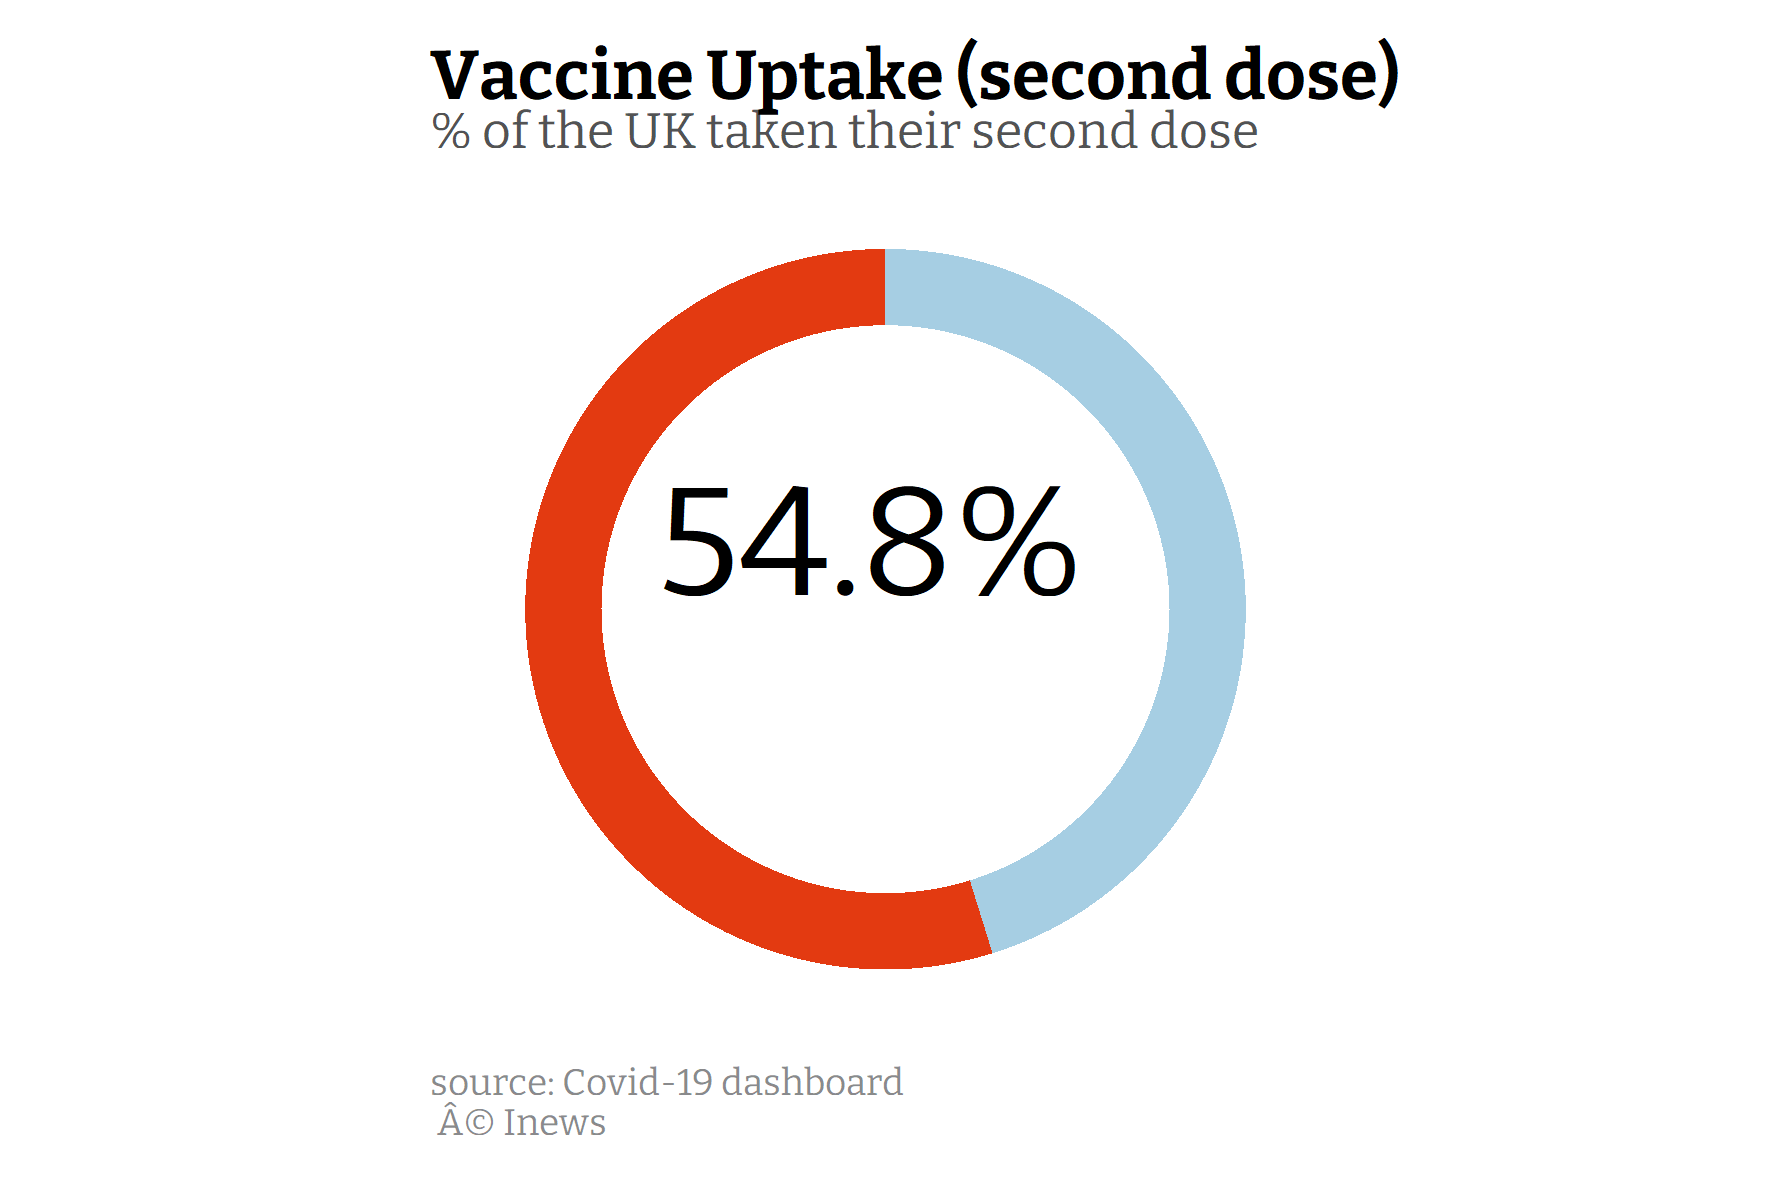 Vaccine Uptake (second dose)
% of the UK taken their second dose
54.8%
source: Covid-19 dashboard
Â© Inews